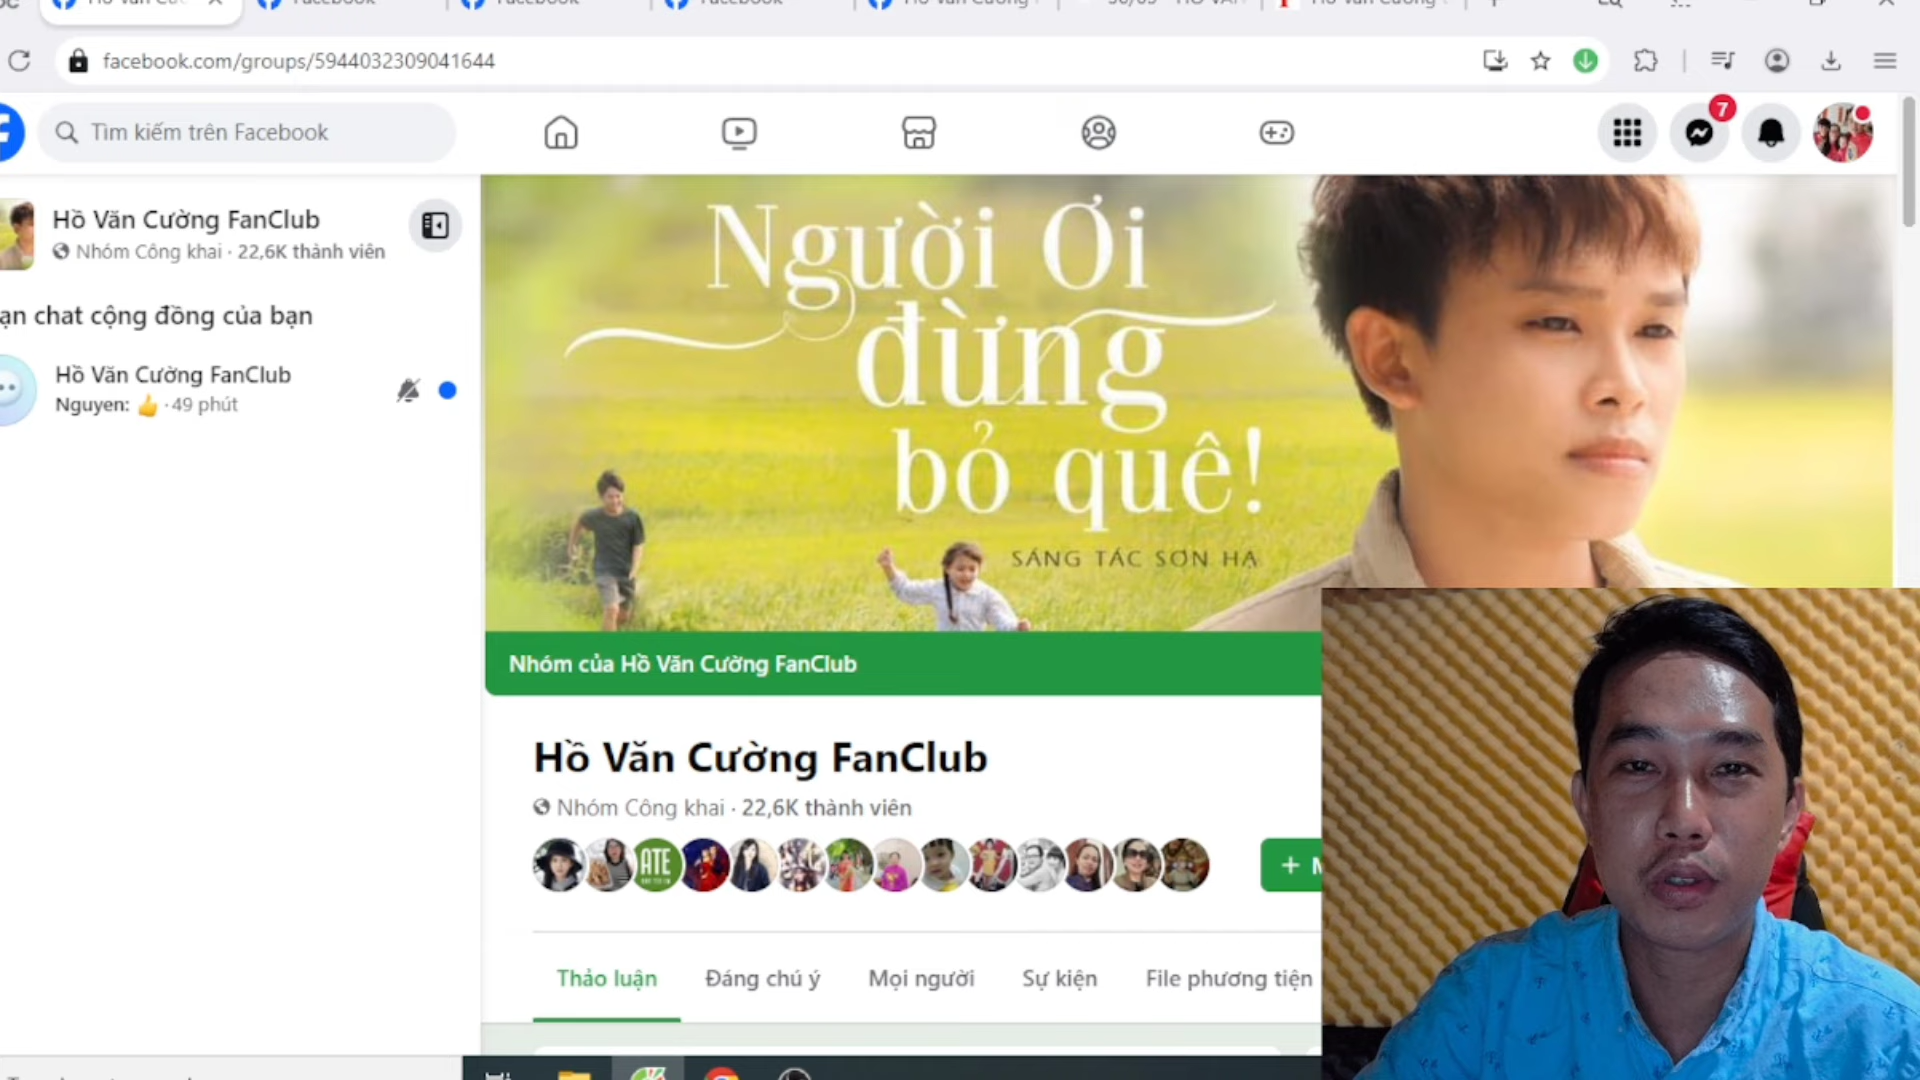 facebook.com/groups/5944032309041644
Tìm kiếm trên Facebook
7
Hồ Văn Cường FanClub
Nhóm Công khai · 22,6K thành viên
chat cộng đồng của bạn
Hồ Văn Cường FanClub
Nguyen: 👍 · 49 phút
Người Ơi
đừng
bỏ quê!
SÁNG TÁC SƠN HẠ
Nhóm của Hồ Văn Cường FanClub
Hồ Văn Cường FanClub
Nhóm Công khai · 22,6K thành viên
ATE
+
Thảo luận
Đáng chú ý
Mọi người
Sự kiện
File phương tiện